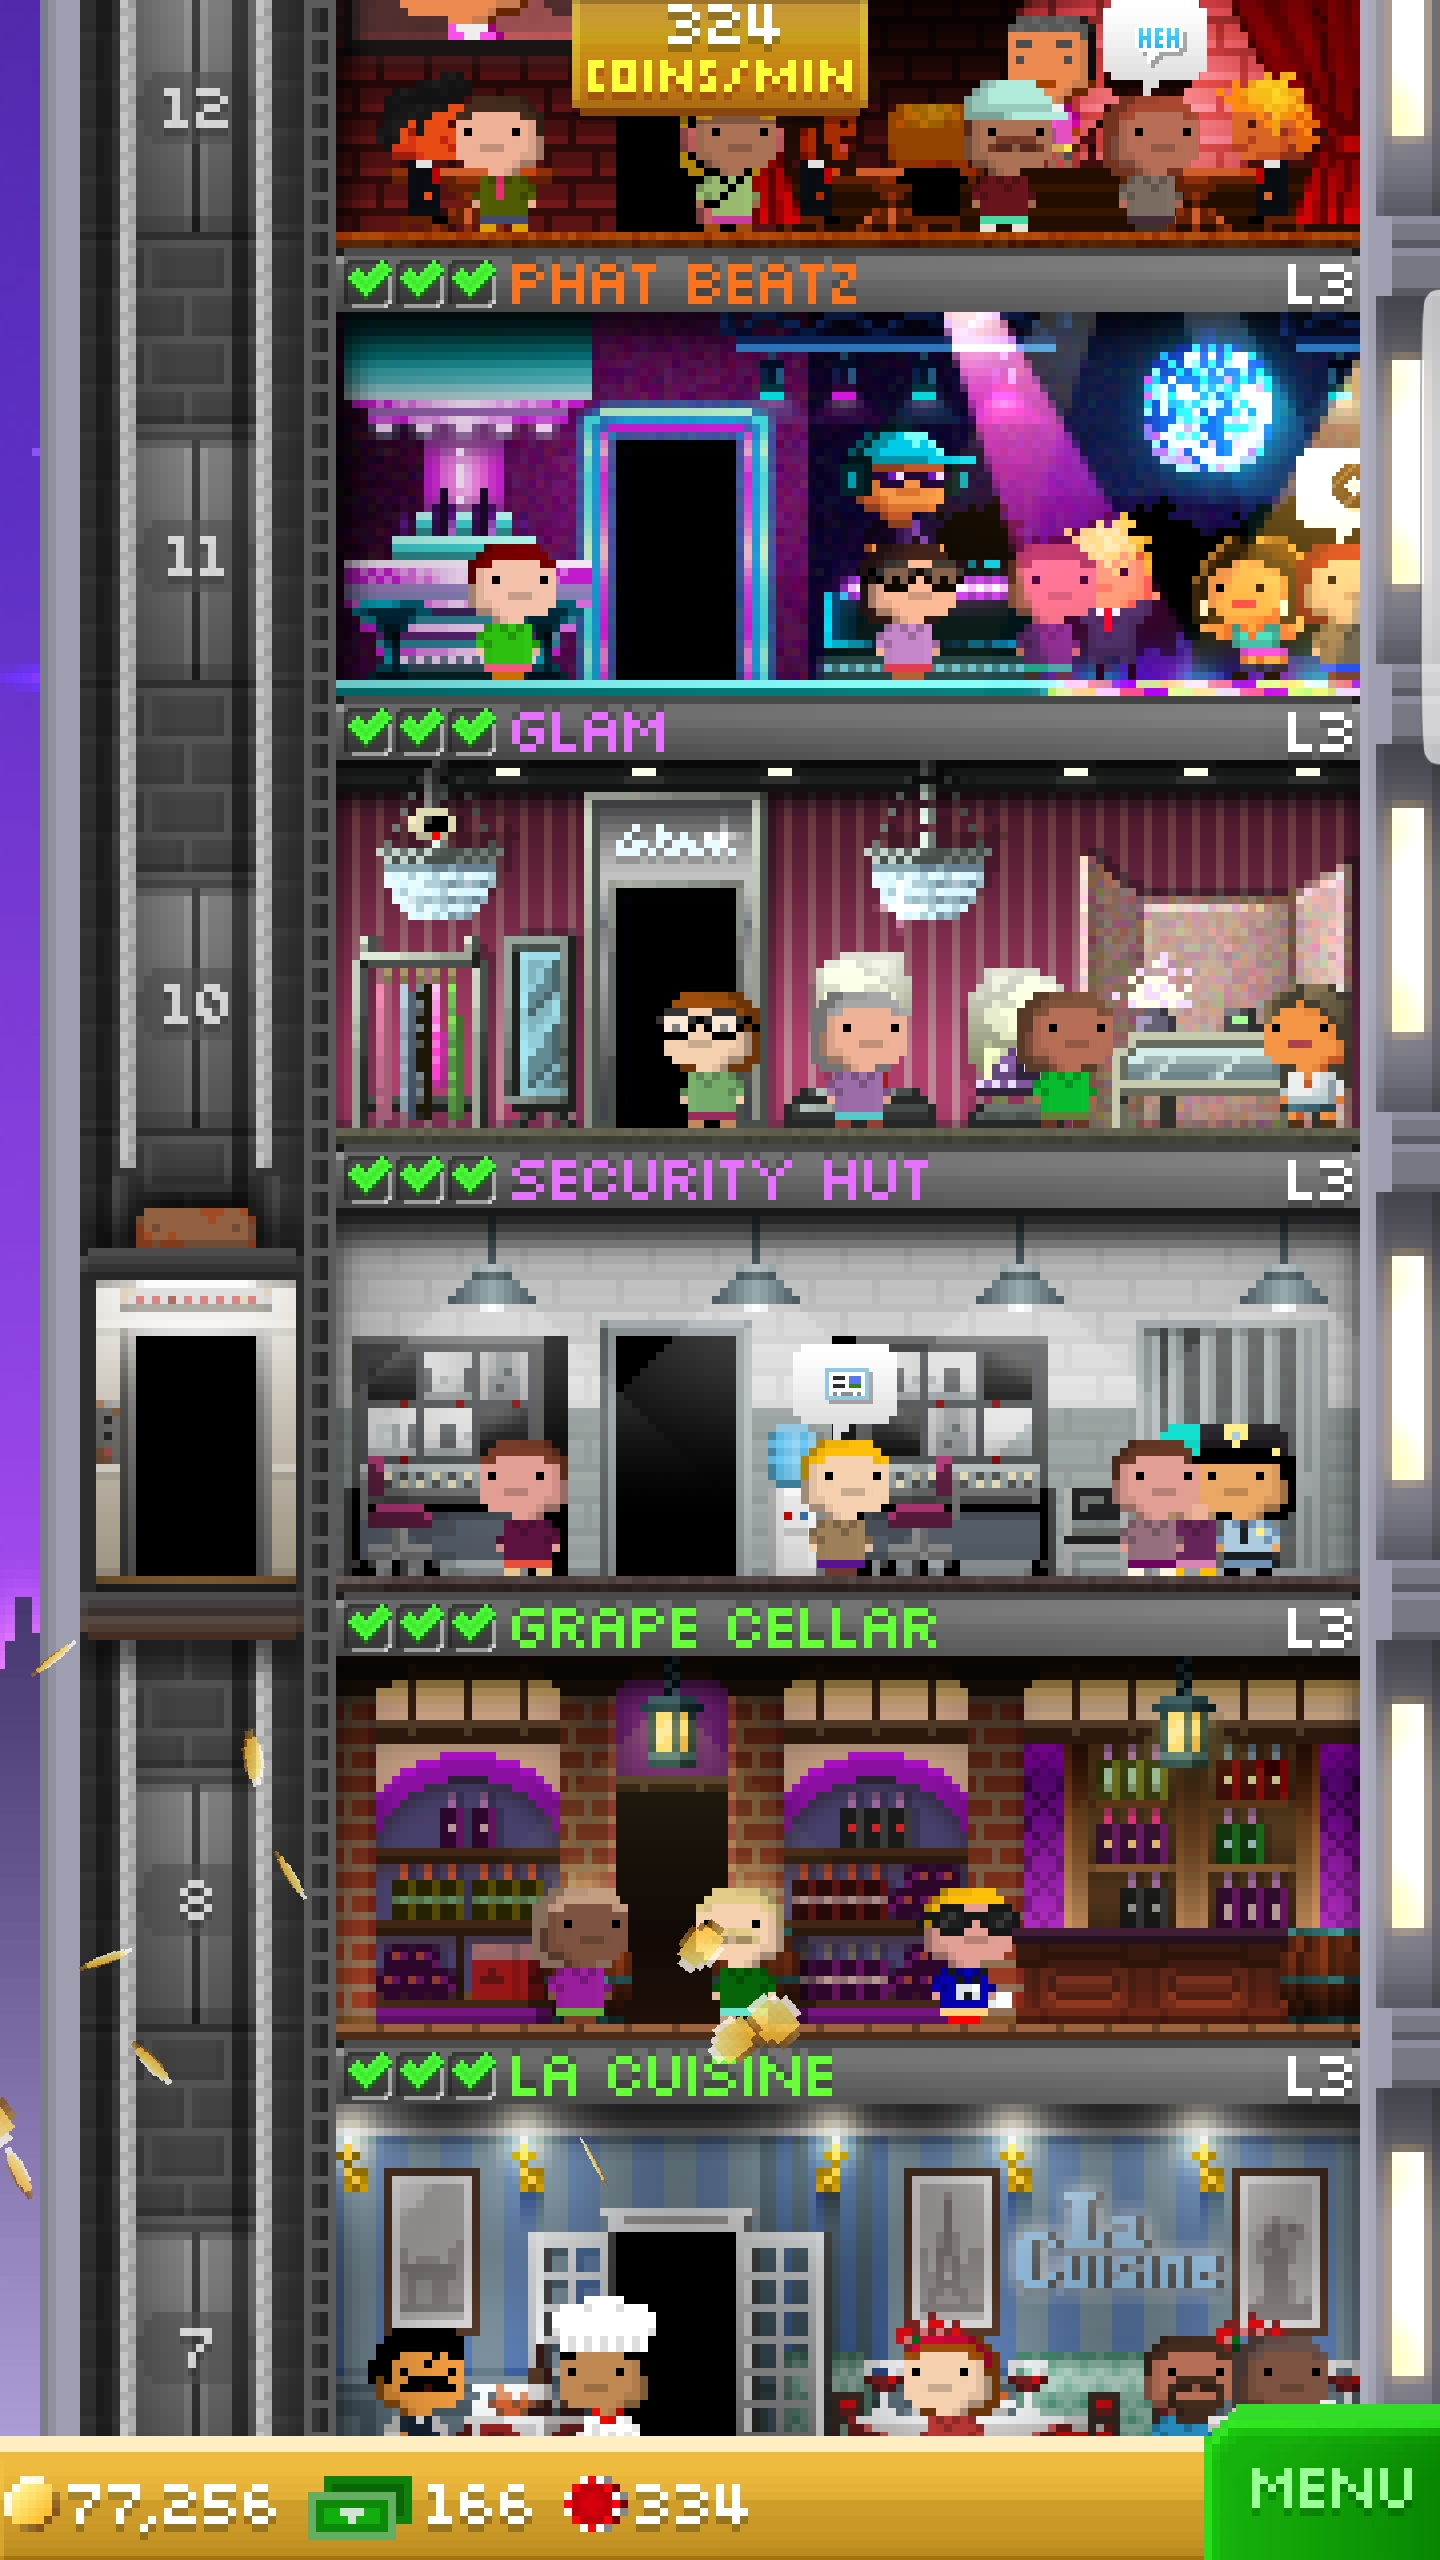 324
COINS/MIN
HEH
12
PHAT BEATZ L3
11
GLAM L3
Glam
10
SECURITY HUT L3
GRAPE CELLAR L3
8
LA CUISINE L3
La
Cuisine
7
77,256 166 334
MENU